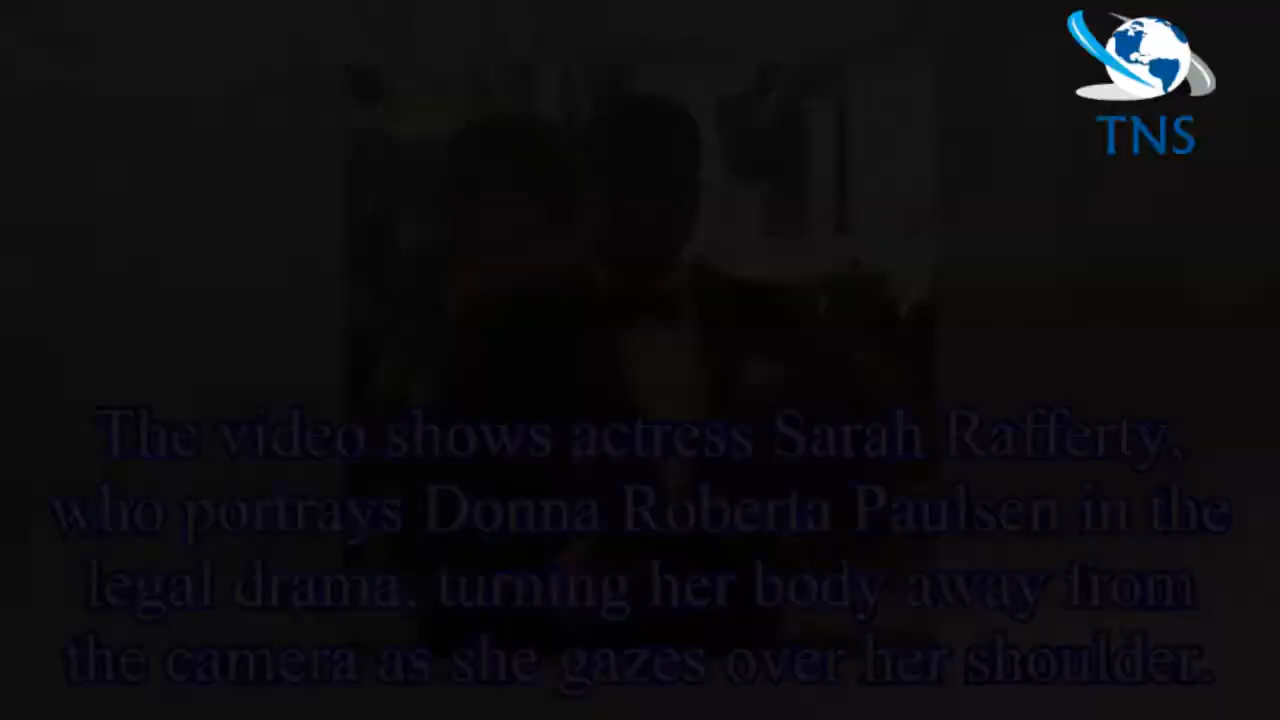 TNS
The video shows actress Sarah Rafferty,
who portrays Donna Roberta Paulsen in the
legal drama, turning her body away from
the camera as she gazes over her shoulder.